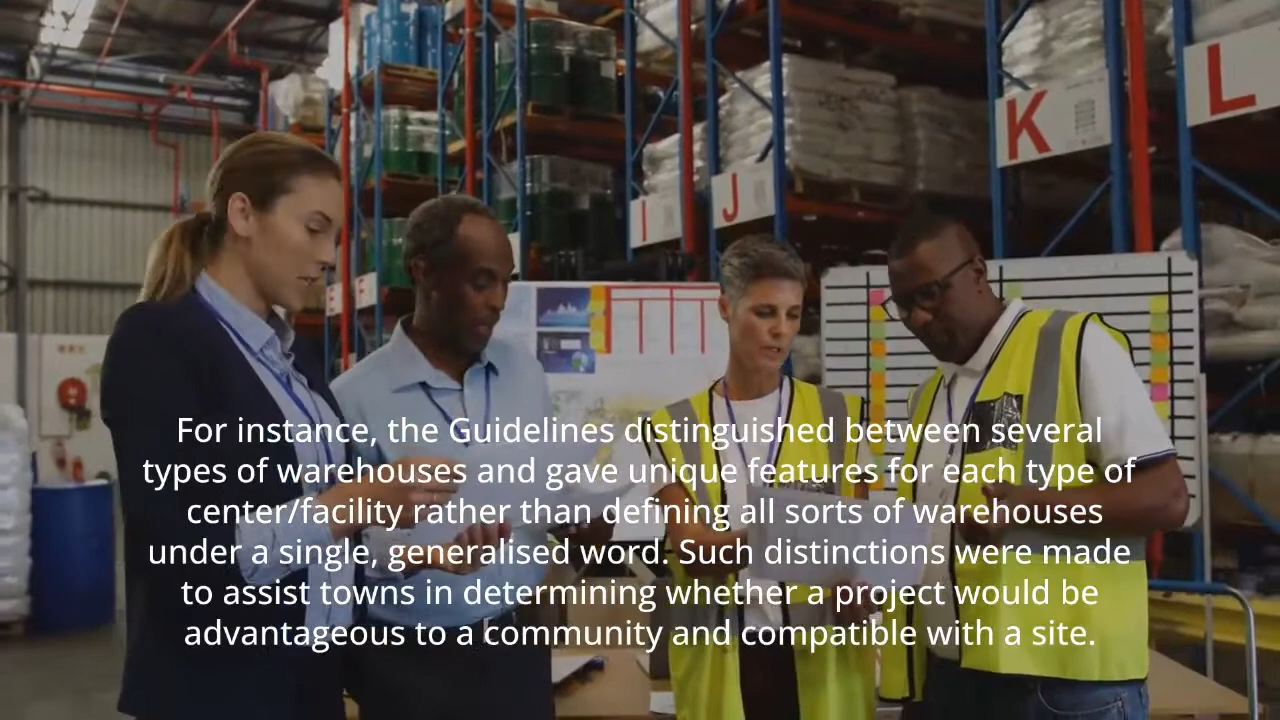 L
K
J
I
For instance, the Guidelines distinguished between several
types of warehouses and gave unique features for each type of
center/facility rather than defining all sorts of warehouses
under a single, generalised word. Such distinctions were made
to assist towns in determining whether a project would be
advantageous to a community and compatible with a site.